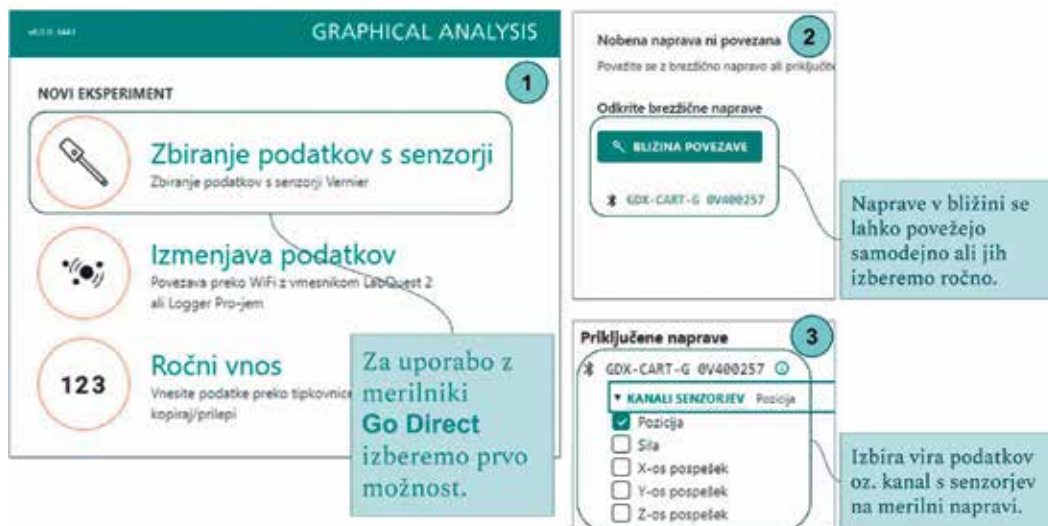 GRAPHICAL ANALYSIS
1
NOVI EKSPERIMENT
Zbiranje podatkov s senzorji
Zbiranje podatkov s senzorji Vernier
Izmenjava podatkov
Povezava preko WiFi z vmesnikom LabQuest 2
ali Logger Pro-jem
123
Ročni vnos
Vnesite podatke preko tipkovnice
kopiraj/prilepi
Za uporabo z
merilniki
Go Direct
izberemo prvo
možnost.
2
Nobena naprava ni povezana
Povežite se z brezžično napravo ali priključite
Odkrite brezžične naprave
BLIŽINA POVEZAVE
GDX-CART-G 0V400257
Naprave v bližini se
lahko povežejo
samodejno ali jih
izberemo ročno.
3
Priključene naprave
GDX-CART-G 0V400257
KANALI SENZORJEV Pozicija
Pozicija
Sila
X-os pospešek
Y-os pospešek
Z-os pospešek
Izbira vira podatkov
oz. kanal s senzorjev
na merilni napravi.